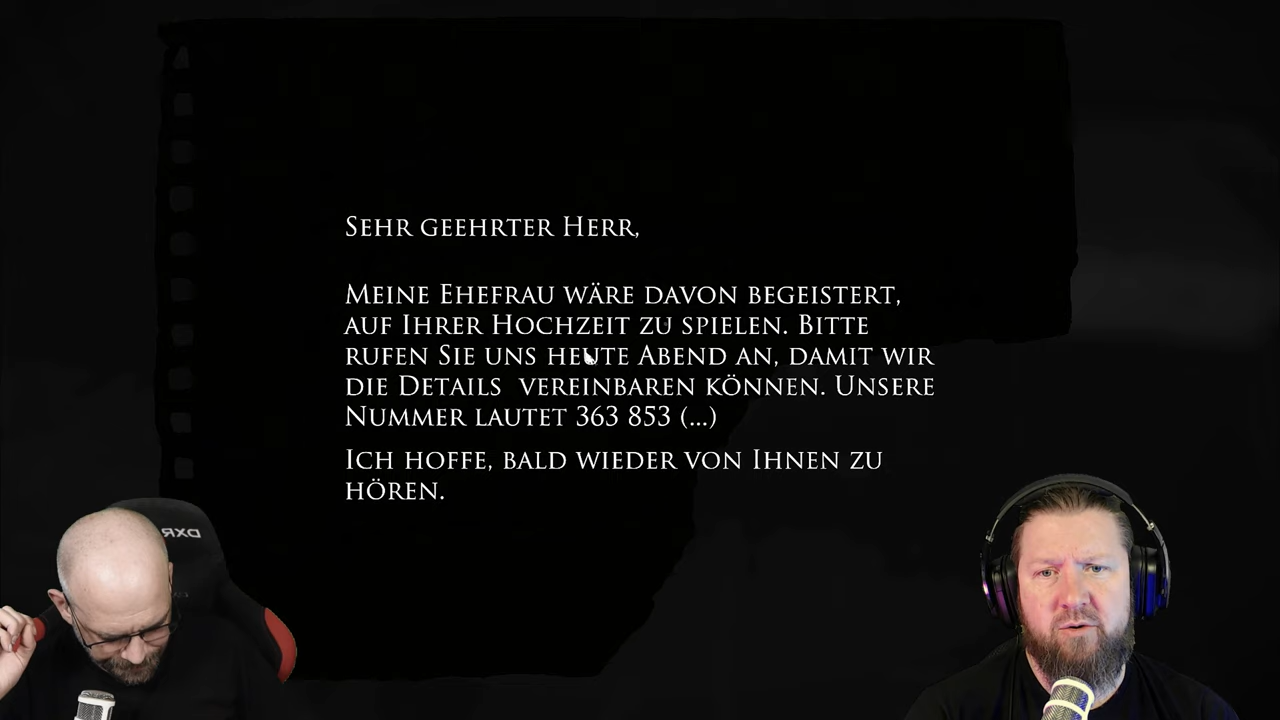 Sehr geehrter Herr,
Meine Ehefrau wäre davon begeistert,
auf Ihrer Hochzeit zu spielen. Bitte
rufen Sie uns heute Abend an, damit wir
die Details vereinbaren können. Unsere
Nummer lautet 363 853 (...)
Ich hoffe, bald wieder von Ihnen zu
hören.
DXR